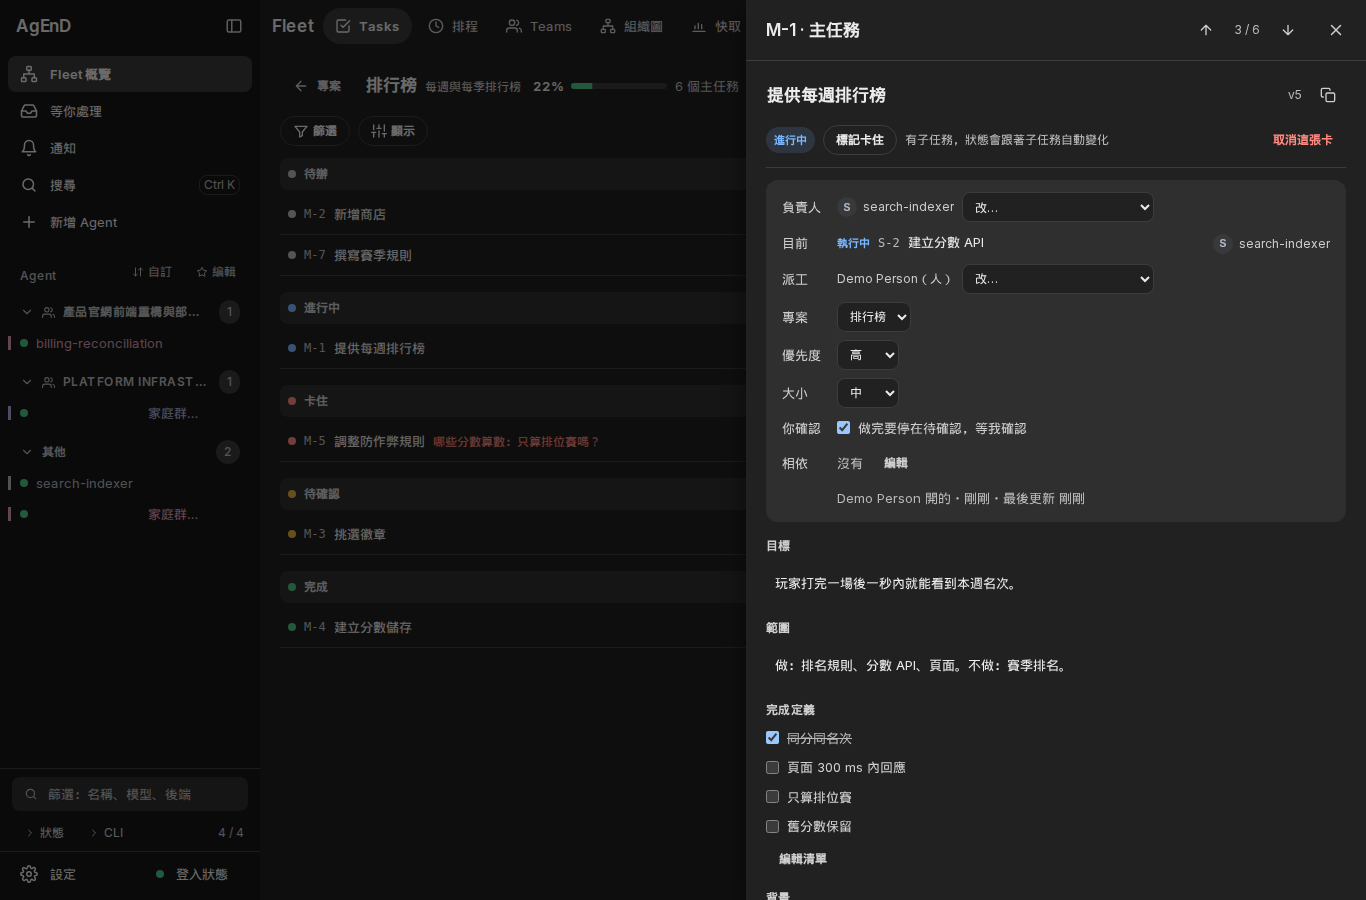 AgEnD
Fleet 概覽
等你處理
通知
搜尋 Ctrl K
新增 Agent
Agent 自訂 編輯
產品官網前端重構與部… 1
billing-reconciliation
PLATFORM INFRAST… 1
家庭群…
其他 2
search-indexer
家庭群…
篩選：名稱、模型、後端
狀態 CLI 4 / 4
設定 登入狀態
Fleet Tasks 排程 Teams 組織圖 快取
專案 排行榜 每週與每季排行榜 22% 6 個主任務
篩選 顯示
待辦
M-2 新增商店
M-7 撰寫賽季規則
進行中
M-1 提供每週排行榜
卡住
M-5 調整防作弊規則 哪些分數算數：只算排位賽嗎？
待確認
M-3 挑選徽章
完成
M-4 建立分數儲存
M-1 · 主任務 3 / 6
提供每週排行榜 v5
進行中 標記卡住 有子任務，狀態會跟著子任務自動變化 取消這張卡
負責人 S search-indexer 改…
目前 執行中 S-2 建立分數 API S search-indexer
派工 Demo Person（人） 改…
專案 排行榜
優先度 高
大小 中
你確認 做完要停在待確認，等我確認
相依 沒有 編輯
Demo Person 開的・剛剛・最後更新 剛剛
目標
玩家打完一場後一秒內就能看到本週名次。
範圍
做：排名規則、分數 API、頁面。不做：賽季排名。
完成定義
同分同名次
頁面 300 ms 內回應
只算排位賽
舊分數保留
編輯清單
背景